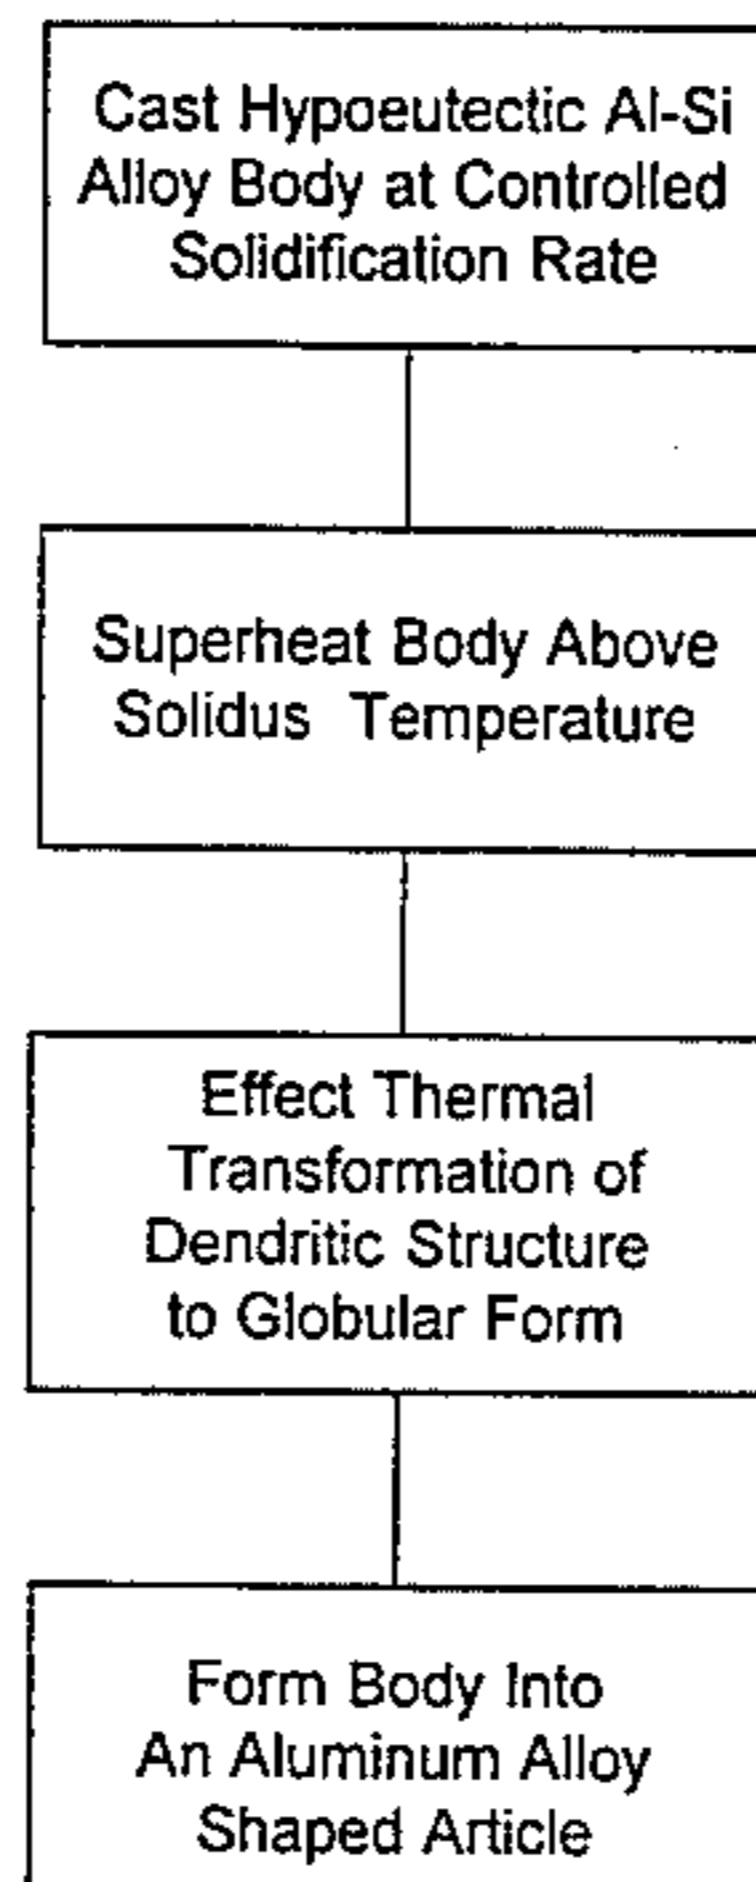 Cast Hypoeutectic Al-Si
Alloy Body at Controlled
Solidification Rate
Superheat Body Above
Solidus Temperature
Effect Thermal
Transformation of
Dendritic Structure
to Globular Form
Form Body Into
An Aluminum Alloy
Shaped Article